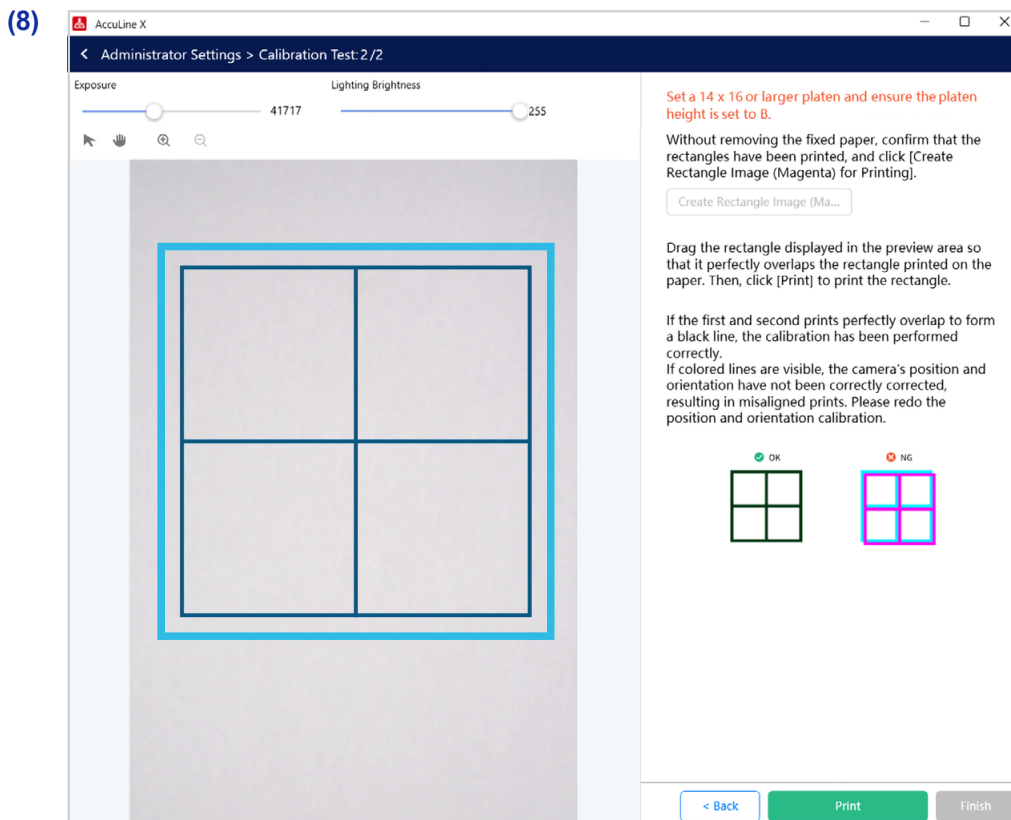 (8)
AccuLine X
Administrator Settings > Calibration Test: 2/2
Exposure
Lighting Brightness
41717
255
Set a 14 x 16 or larger platen and ensure the platen
height is set to B.
Without removing the fixed paper, confirm that the
rectangles have been printed, and click [Create
Rectangle Image (Magenta) for Printing].
Create Rectangle Image (Ma...
Drag the rectangle displayed in the preview area so
that it perfectly overlaps the rectangle printed on the
paper. Then, click [Print] to print the rectangle.
If the first and second prints perfectly overlap to form
a black line, the calibration has been performed
correctly.
If colored lines are visible, the camera's position and
orientation have not been correctly corrected,
resulting in misaligned prints. Please redo the
position and orientation calibration.
OK
NG
< Back
Print
Finish